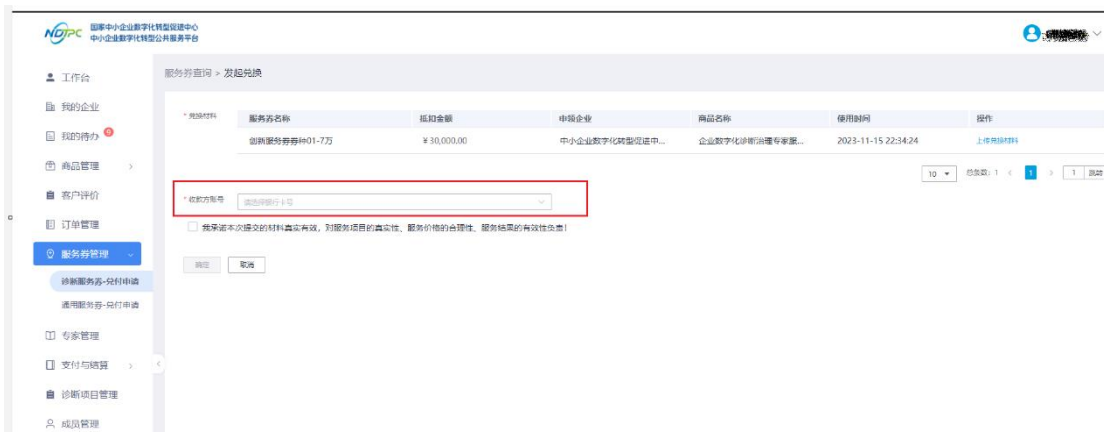 NDTPC
国家中小企业数字化转型促进中心
中小企业数字化转型公共服务平台
工作台
我的企业
我的待办 9
商品管理
客户评价
订单管理
服务券管理
诊断服务券-兑付申请
通用服务券-兑付申请
专家管理
支付与结算
诊断项目管理
成员管理
服务券查询 > 发起兑换
* 兑换材料
服务券名称 抵扣金额 申领企业 商品名称 使用时间 操作
创新服务券券种01-7万 ¥30,000.00 中小企业数字化转型促进中... 企业数字化诊断治理专家服... 2023-11-15 22:34:24 上传兑换材料
10 总条数: 1 < 1 > 1 跳转
* 收款方账号 请选择银行卡号
我承诺本次提交的材料真实有效，对服务项目的真实性、服务价格的合理性、服务结果的有效性负责！
确定 取消